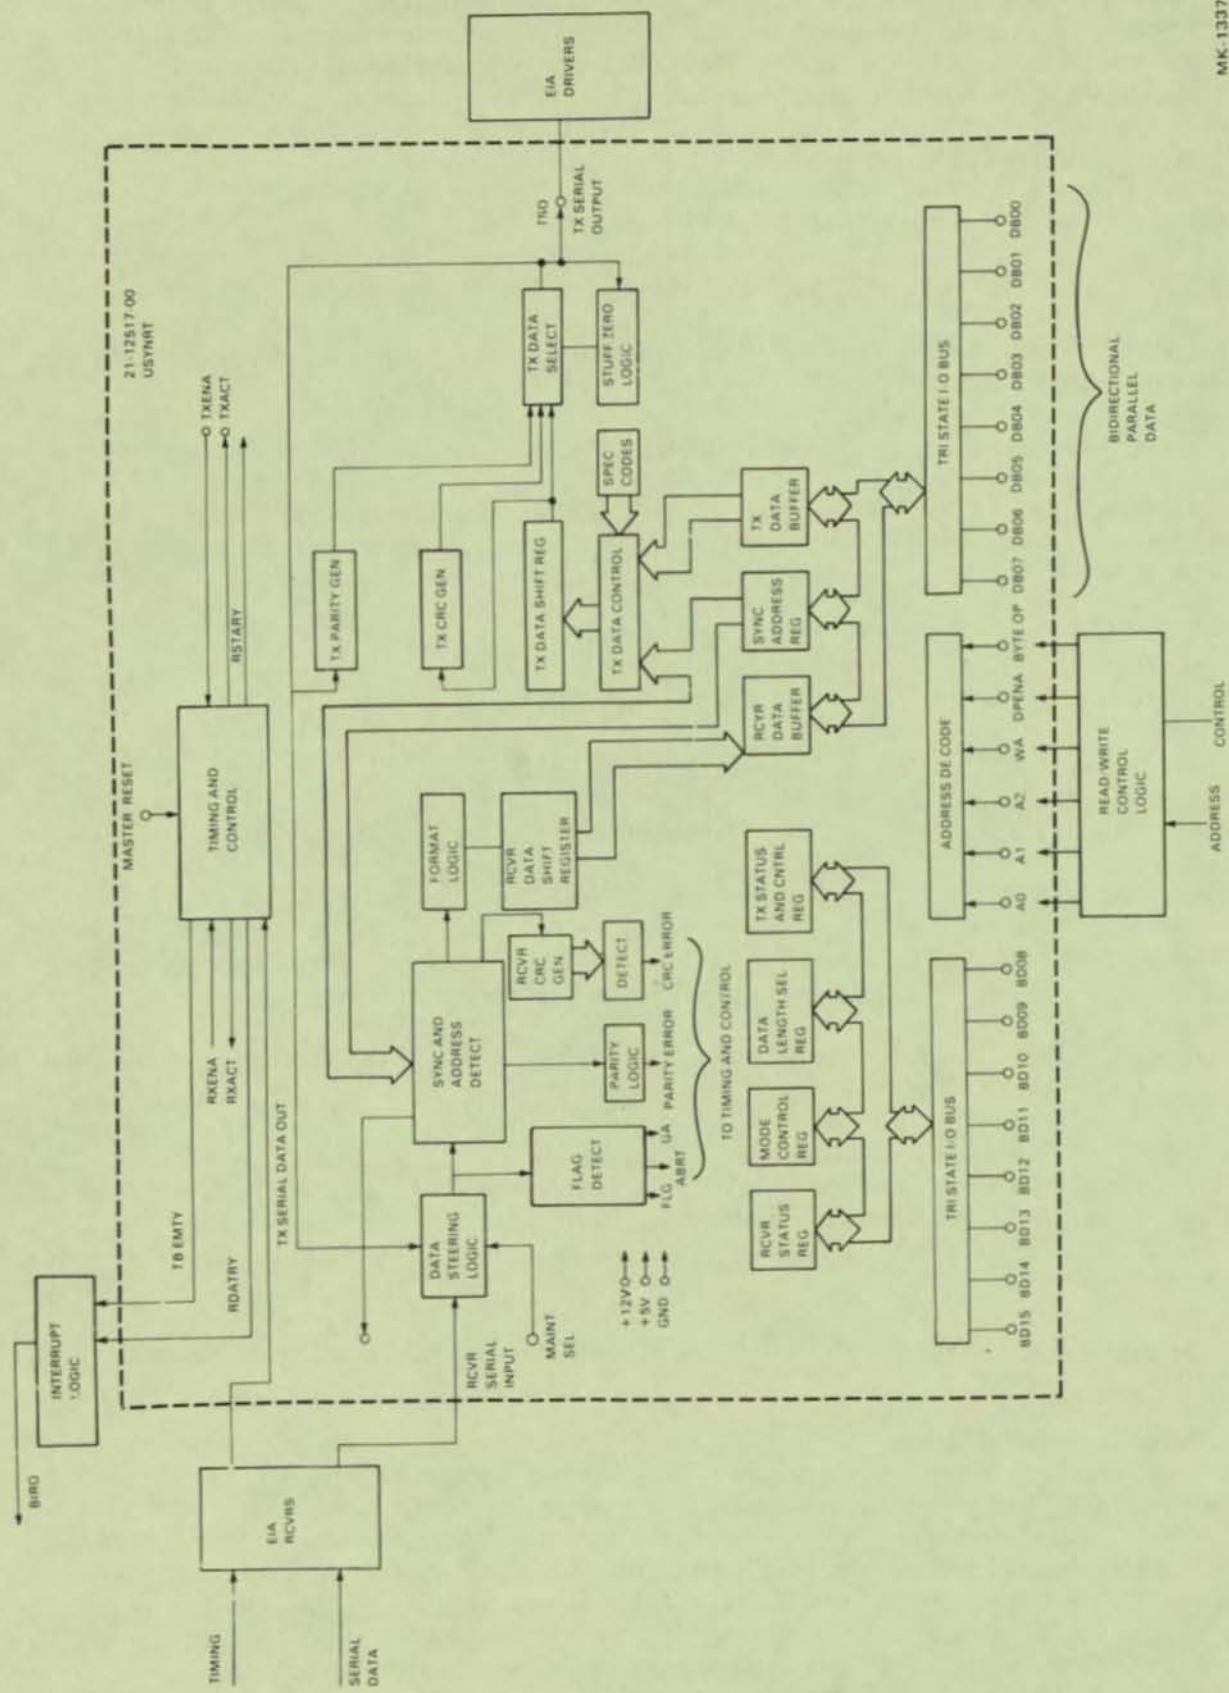 MK-1337
EIA
DRIVERS
21-12517-00
USYNRT
TSO
TX SERIAL
OUTPUT
TXENA
TXACT
RSTARY
MASTER RESET
TIMING AND
CONTROL
TX PARITY GEN
TX CRC GEN
TX DATA
SELECT
STUFF ZERO
LOGIC
TX DATA SHIFT REG
SPEC
CODES
TX DATA CONTROL
TX
DATA
BUFFER
SYNC
ADDRESS
REG
RCVR
DATA
BUFFER
TRI STATE I O BUS
DB00
DB01
DB02
DB03
DB04
DB05
DB06
DB07
BIDIRECTIONAL
PARALLEL
DATA
ADDRESS DE CODE
BYTE OP
DPENA
WA
A2
A1
A0
READ-WRITE
CONTROL
LOGIC
CONTROL
ADDRESS
FORMAT
LOGIC
RCVR
DATA
SHIFT
REGISTER
RCVR
CRC
GEN
DETECT
CRC ERROR
SYNC AND
ADDRESS
DETECT
PARITY
LOGIC
PARITY ERROR
FLAG
DETECT
FLG
ABRT
UA
TO TIMING AND CONTROL
TX STATUS
AND CNTRL
REG
DATA
LENGTH SEL
REG
MODE
CONTROL
REG
RCVR
STATUS
REG
TRI STATE I/O BUS
BD08
BD09
BD10
BD11
BD12
BD13
BD14
BD15
RXENA
RXACT
TB EMTY
RDATRY
TX SERIAL DATA OUT
DATA
STEERING
LOGIC
RCVR
SERIAL
INPUT
MAINT
SEL
+12V
+5V
GND
INTERRUPT
LOGIC
BIRQ
EIA
RCVRS
TIMING
SERIAL
DATA